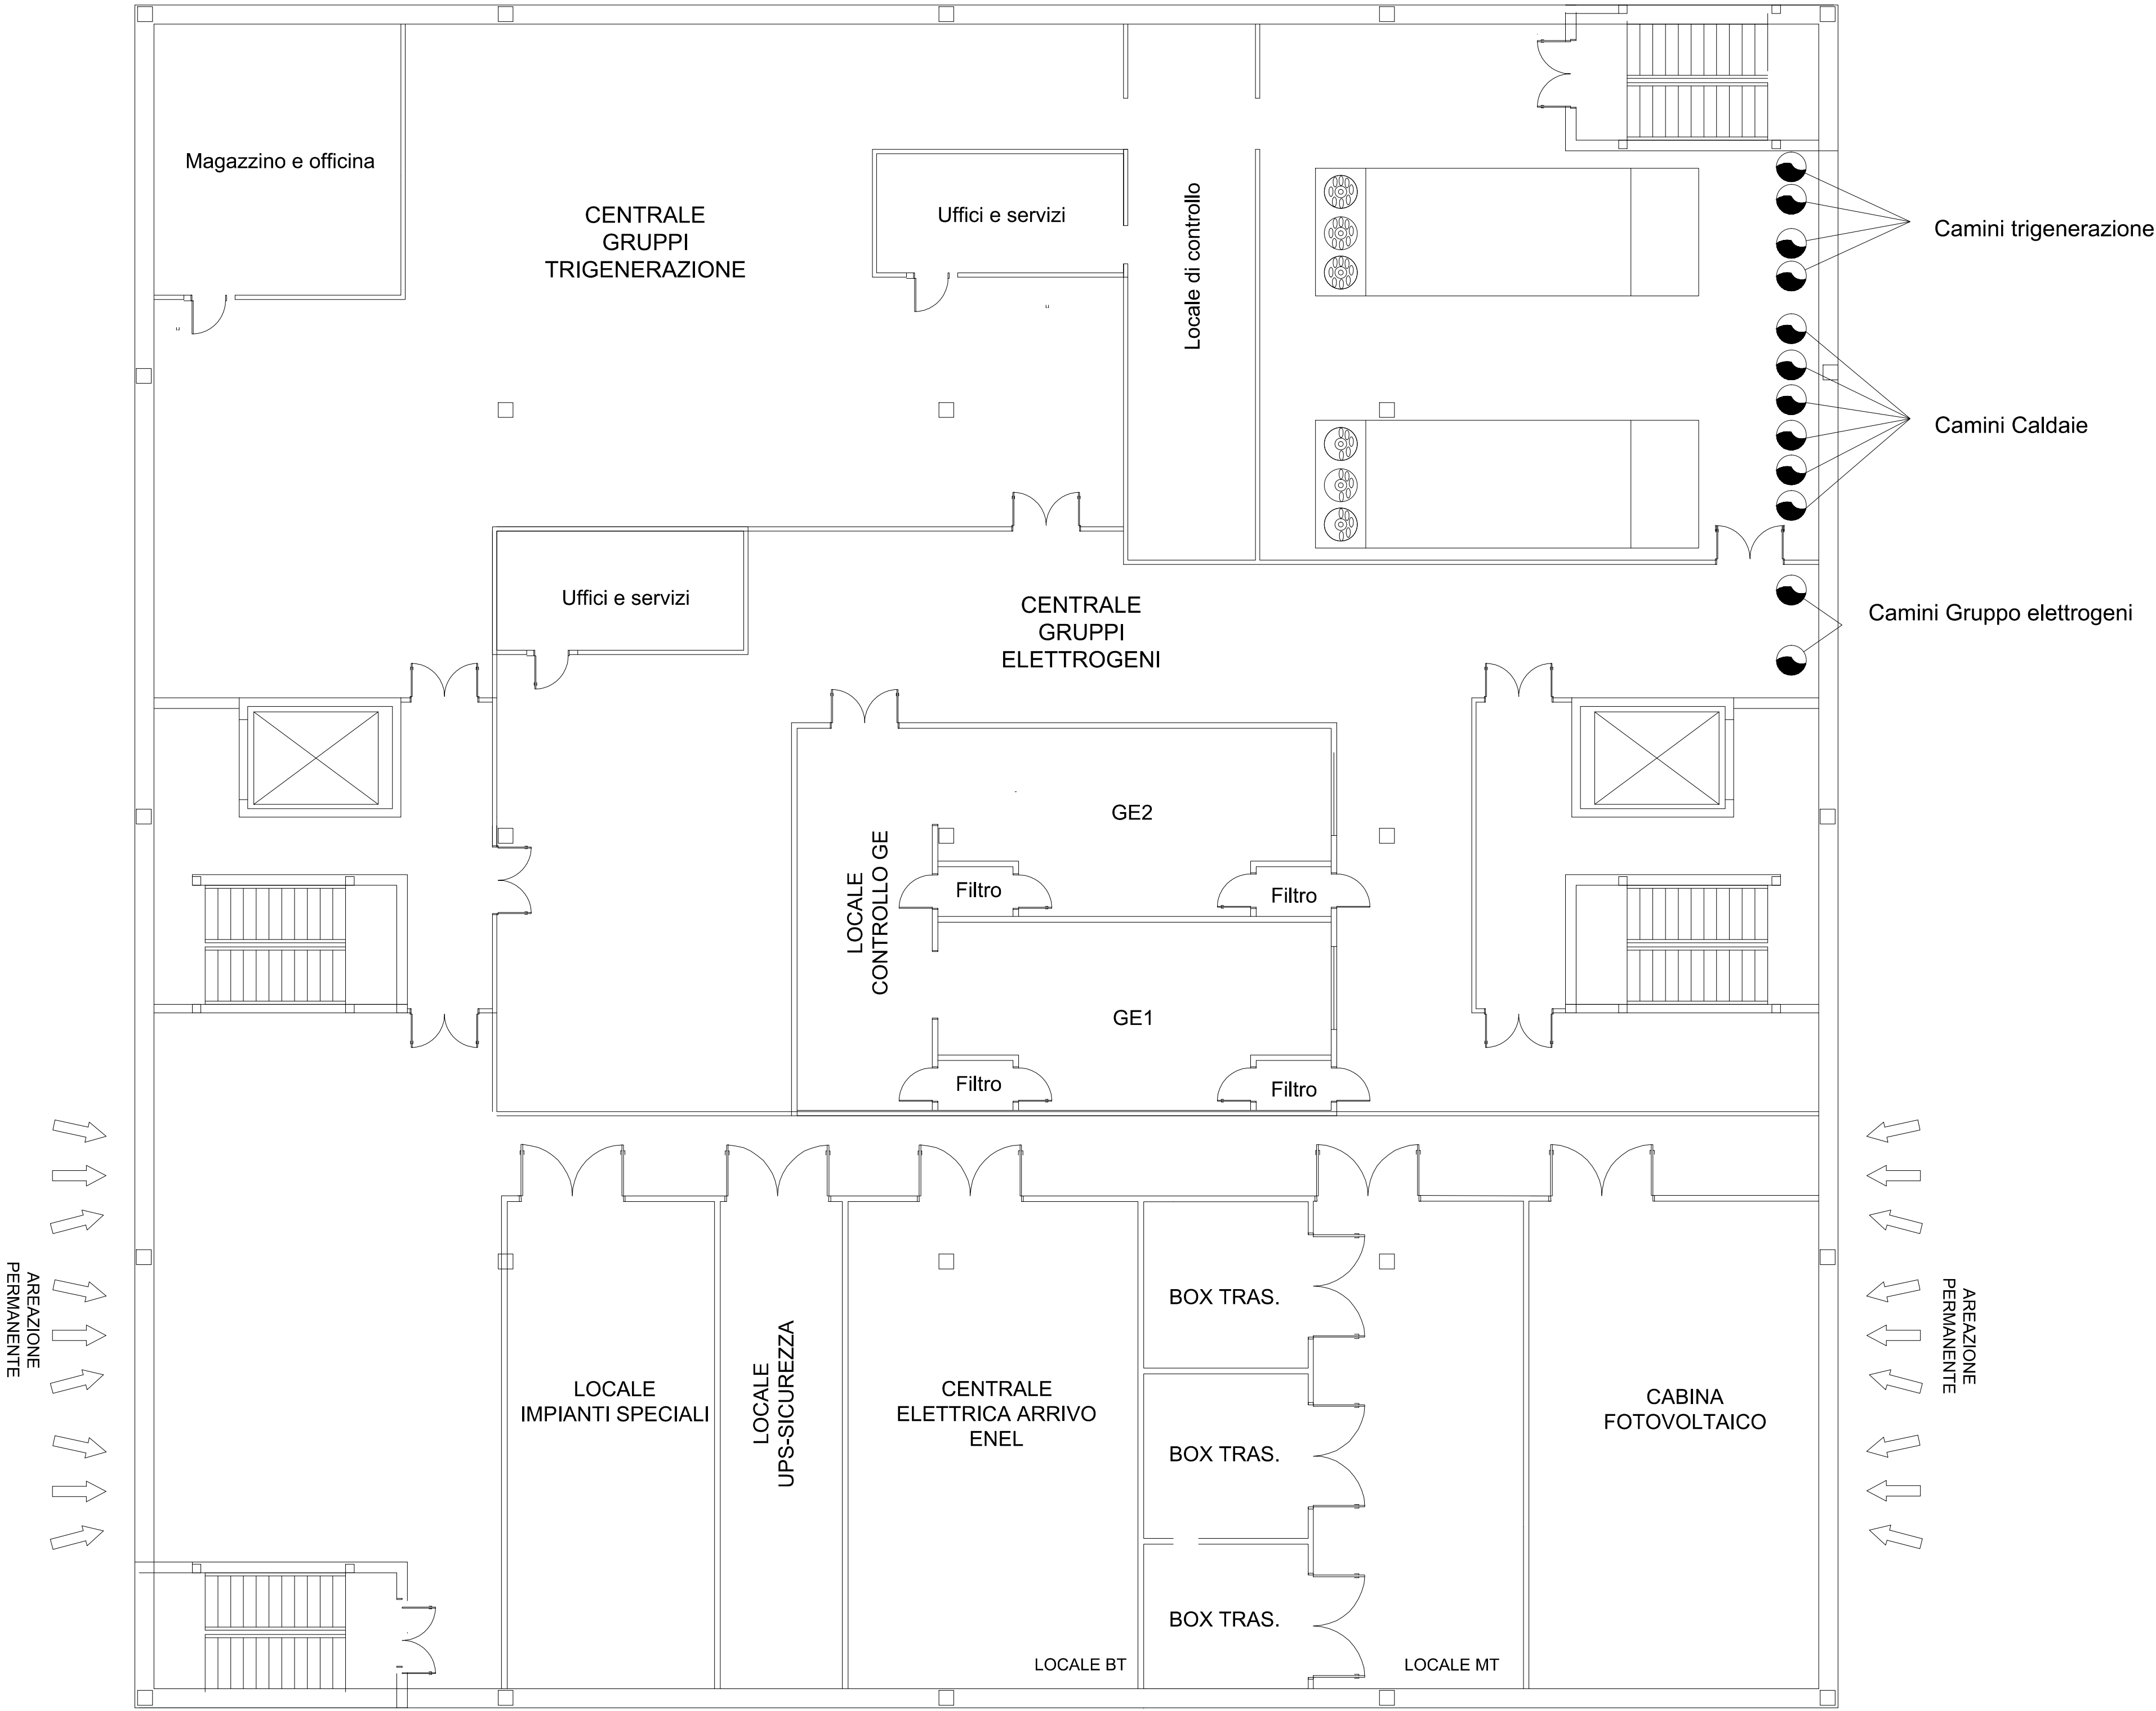 Magazzino e officina
CENTRALE
GRUPPI
TRIGENERAZIONE
Uffici e servizi
Locale di controllo
Camini trigenerazione
Camini Caldaie
Uffici e servizi
CENTRALE
GRUPPI
ELETTROGENI
Camini Gruppo elettrogeni
GE2
LOCALE
CONTROLLO GE
Filtro
Filtro
GE1
Filtro
Filtro
AREAZIONE
PERMANENTE
AREAZIONE
PERMANENTE
LOCALE
IMPIANTI SPECIALI
LOCALE
UPS-SICUREZZA
CENTRALE
ELETTRICA ARRIVO
ENEL
BOX TRAS.
BOX TRAS.
BOX TRAS.
CABINA
FOTOVOLTAICO
LOCALE BT
LOCALE MT